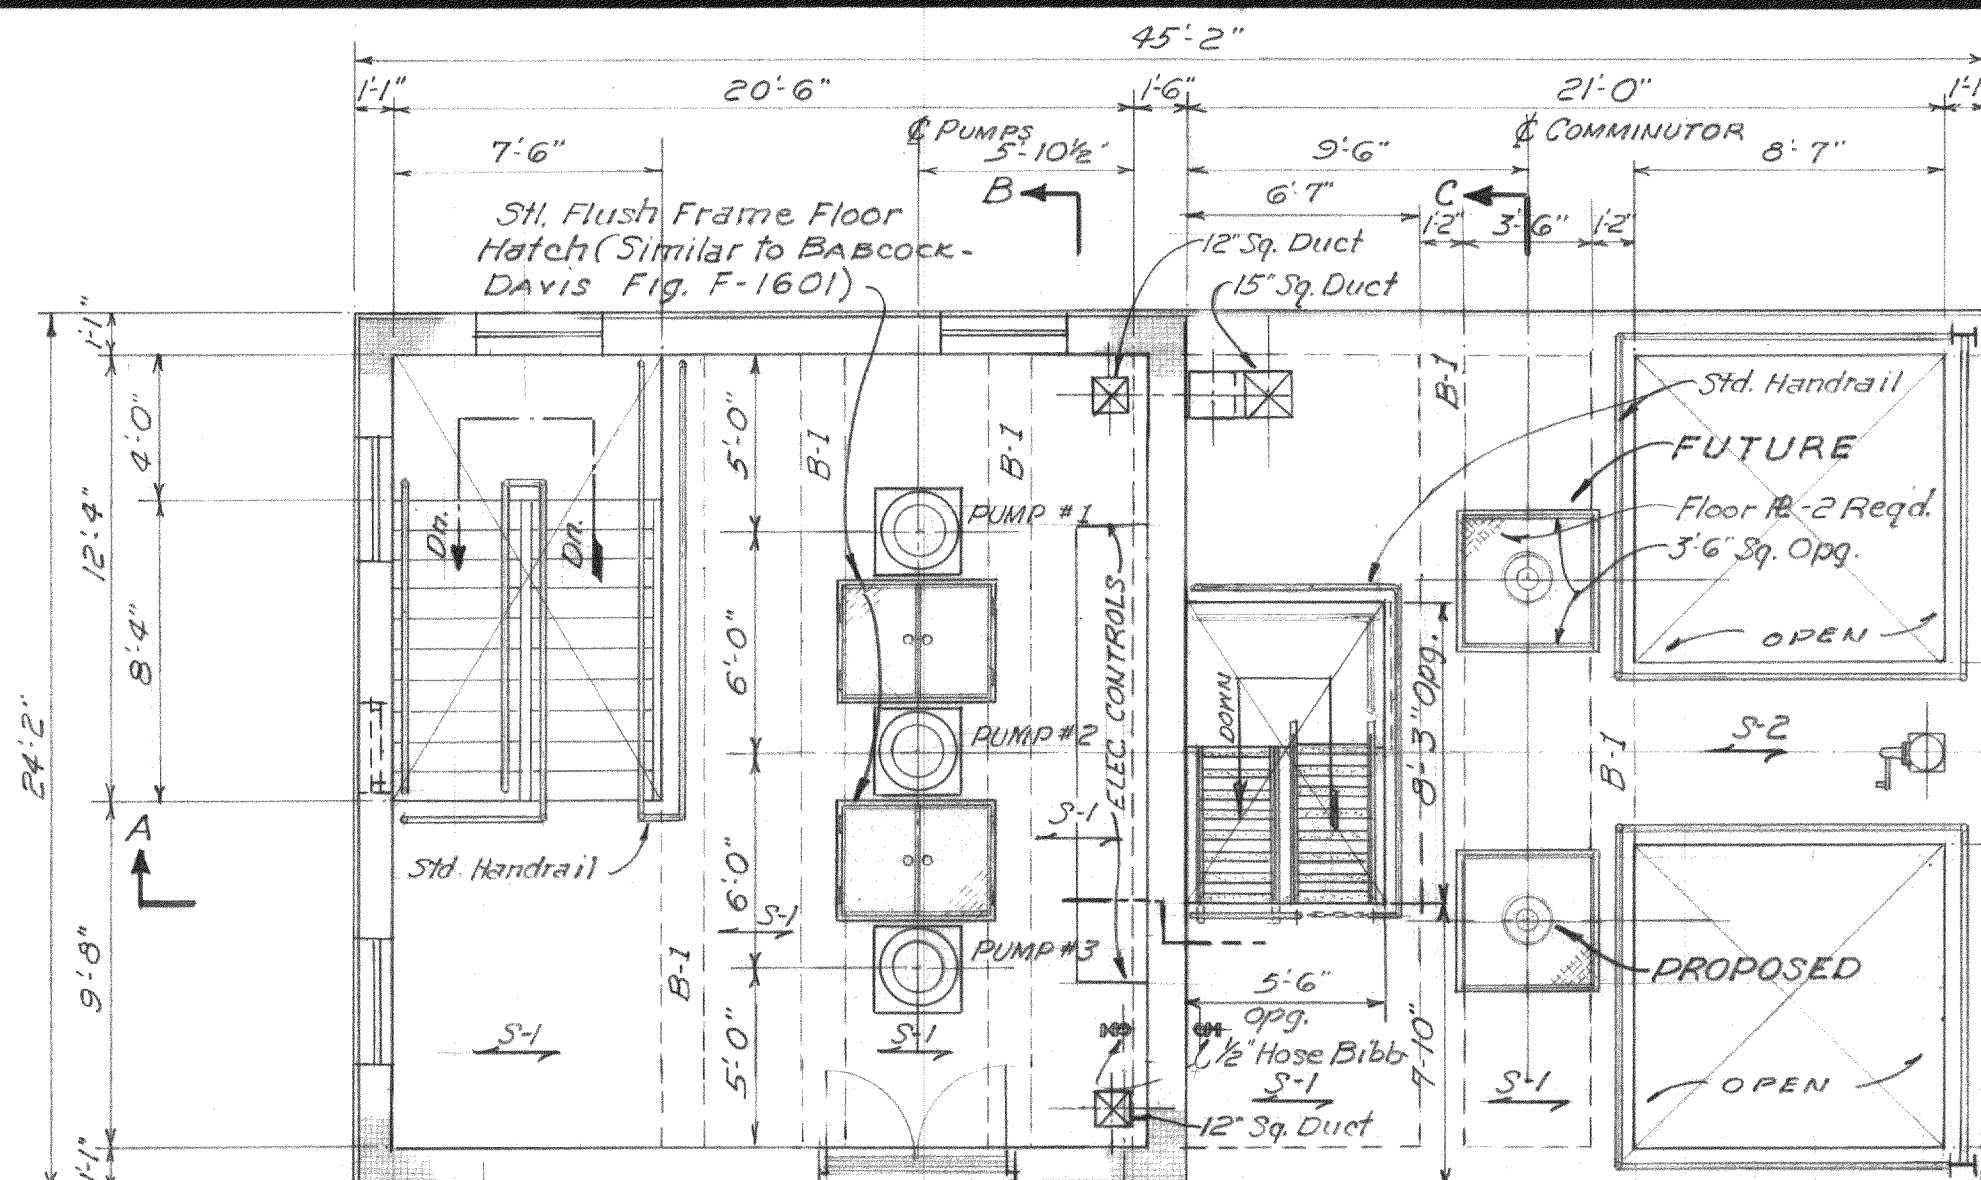 45'-2"
1'-1"
20'-6"
1'-6"
21'-0"
1'-1
℄ PUMPS
℄ COMMINUTOR
7'-6"
5'-10½"
9'-6"
8'-7"
B
6'-7"
C
1'-2"
3'-6"
1'-2"
Stl. Flush Frame Floor
Hatch (Similar to BABCOCK-
DAVIS Fig. F-1601)
12" Sq. Duct
15" Sq. Duct
1'-1"
4'-0"
12'-4"
8'-4"
24'-2"
A
9'-8"
1'-1"
Dn.
Dn.
Std. Handrail
5'-0"
6'-0"
6'-0"
5'-0"
B-1
B-1
B-1
PUMP #1
PUMP #2
PUMP #3
ELEC. CONTROLS
S-1
S-1
S-1
S-1
B-1
Std. Handrail
FUTURE
Floor ℄ -2 Reqd.
3'-6" Sq. Opg.
OPEN
DOWN
8'-3" Opg.
S-2
B-1
PROPOSED
5'-6"
Opg.
½" Hose Bibb
7'-10"
S-1
S-1
12" Sq. Duct
OPEN